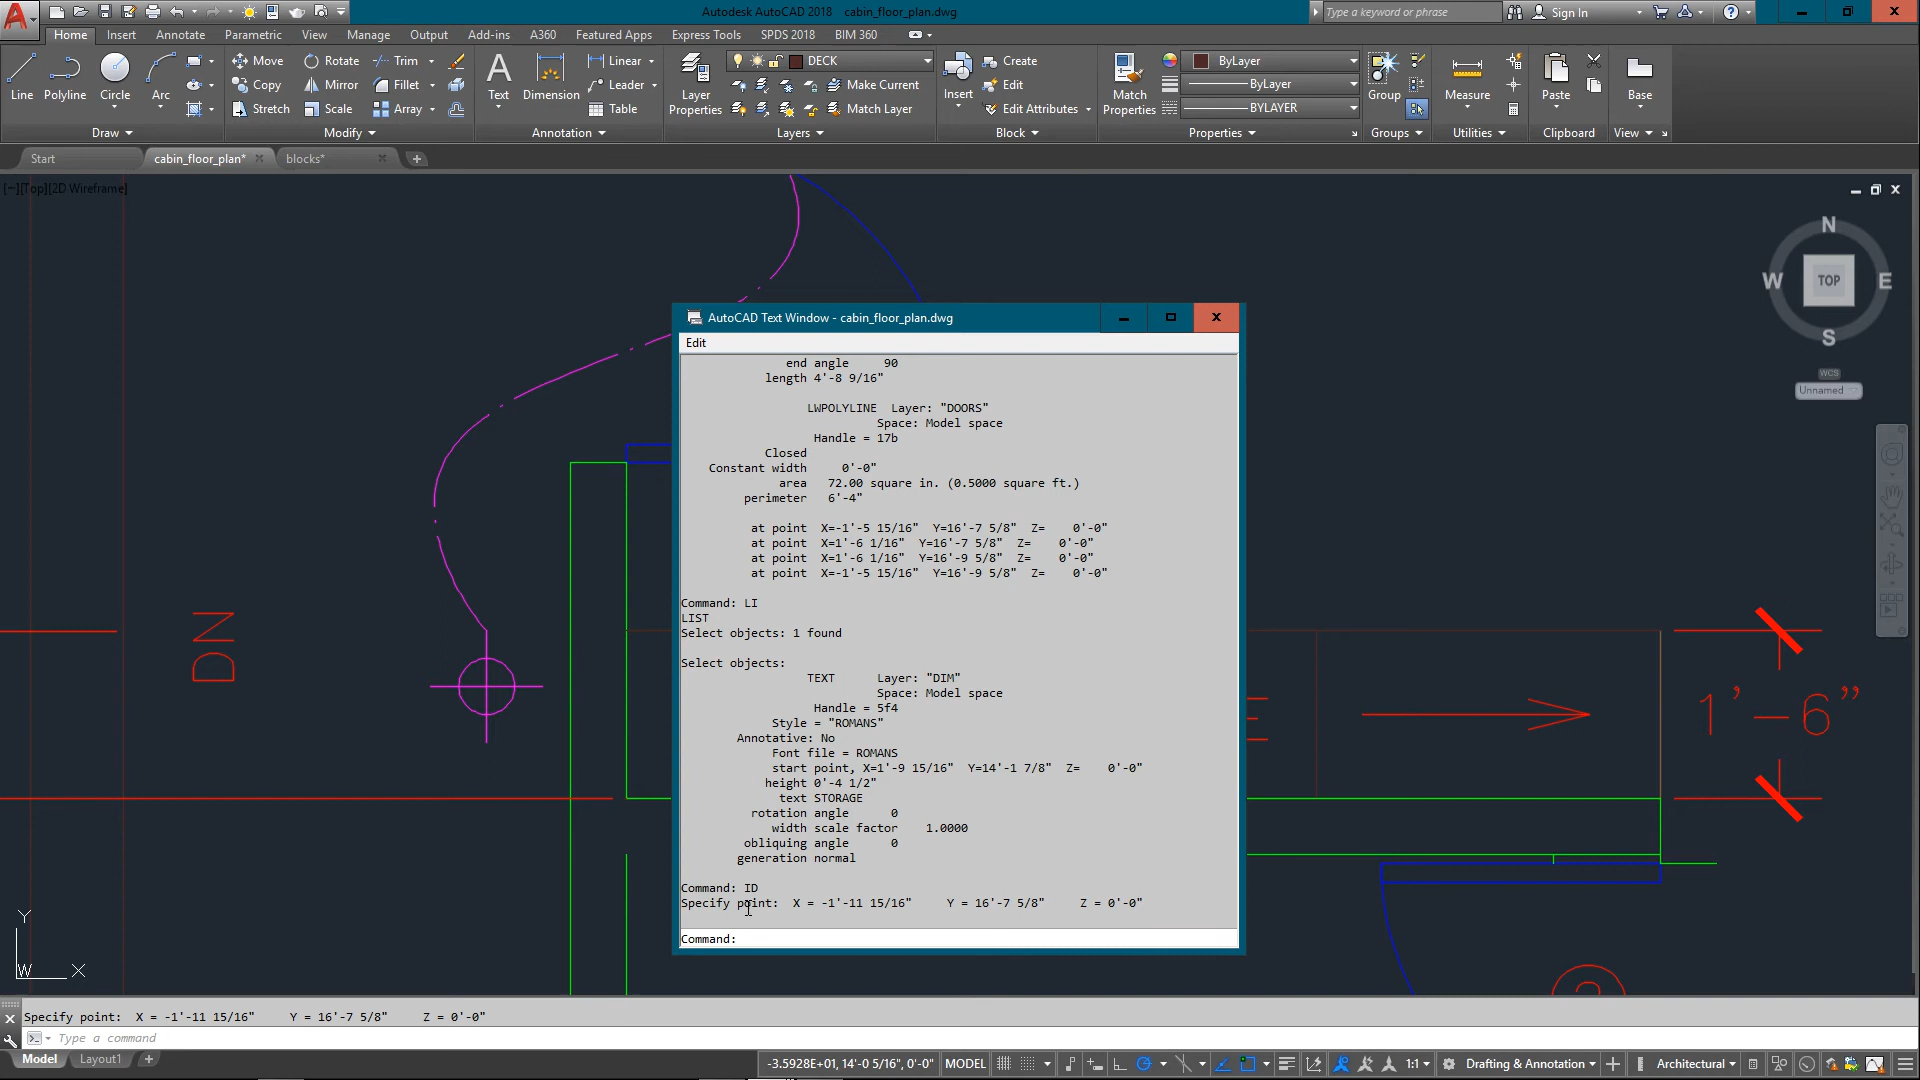 Autodesk AutoCAD 2018 cabin_floor_plan.dwg
Type a keyword or phrase
Sign In
Home Insert Annotate Parametric View Manage Output Add-ins A360 Featured Apps Express Tools SPDS 2018 BIM 360
Line Polyline Circle Arc
Draw
Move Rotate Trim
Copy Mirror Fillet
Stretch Scale Array
Modify
Text Dimension
Linear
Leader
Table
Annotation
Layer Properties
DECK
Make Current
Match Layer
Layers
Insert
Create
Edit
Edit Attributes
Block
Match Properties
ByLayer
ByLayer
BYLAYER
Properties
Group
Groups
Measure
Utilities
Paste
Clipboard
Base
View
Start cabin_floor_plan* blocks*
[−][Top][2D Wireframe]
N
W TOP E
S
WCS
Unnamed
DN
1'-6"
AutoCAD Text Window - cabin_floor_plan.dwg
Edit
end angle 90
length 4'-8 9/16"
LWPOLYLINE Layer: "DOORS"
Space: Model space
Handle = 17b
Closed
Constant width 0'-0"
area 72.00 square in. (0.5000 square ft.)
perimeter 6'-4"
at point X=-1'-5 15/16" Y=16'-7 5/8" Z= 0'-0"
at point X=1'-6 1/16" Y=16'-7 5/8" Z= 0'-0"
at point X=1'-6 1/16" Y=16'-9 5/8" Z= 0'-0"
at point X=-1'-5 15/16" Y=16'-9 5/8" Z= 0'-0"
Command: LI
LIST
Select objects: 1 found
Select objects:
TEXT Layer: "DIM"
Space: Model space
Handle = 5f4
Style = "ROMANS"
Annotative: No
Font file = ROMANS
start point, X=1'-9 15/16" Y=14'-1 7/8" Z= 0'-0"
height 0'-4 1/2"
text STORAGE
rotation angle 0
width scale factor 1.0000
obliquing angle 0
generation normal
Command: ID
Specify point: X = -1'-11 15/16" Y = 16'-7 5/8" Z = 0'-0"
Command:
Y
W X
Specify point: X = -1'-11 15/16" Y = 16'-7 5/8" Z = 0'-0"
Type a command
Model Layout1
-3.5928E+01, 14'-0 5/16", 0'-0" MODEL 1:1 Drafting & Annotation Architectural